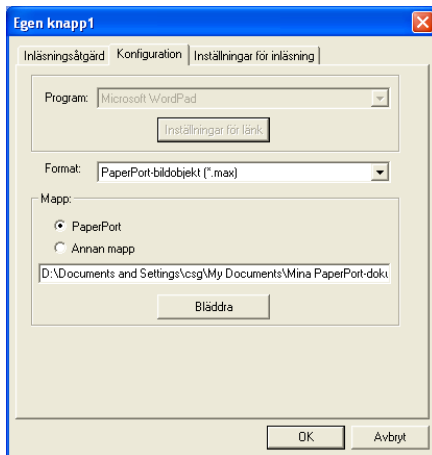 Egen knapp1
Inläsningsåtgärd Konfiguration Inställningar för inläsning
Program: Microsoft WordPad
Inställningar för länk
Format: PaperPort-bildobjekt (*.max)
Mapp:
PaperPort
Annan mapp
D:\Documents and Settings\csg\My Documents\Mina PaperPort-doku
Bläddra
OK Avbryt